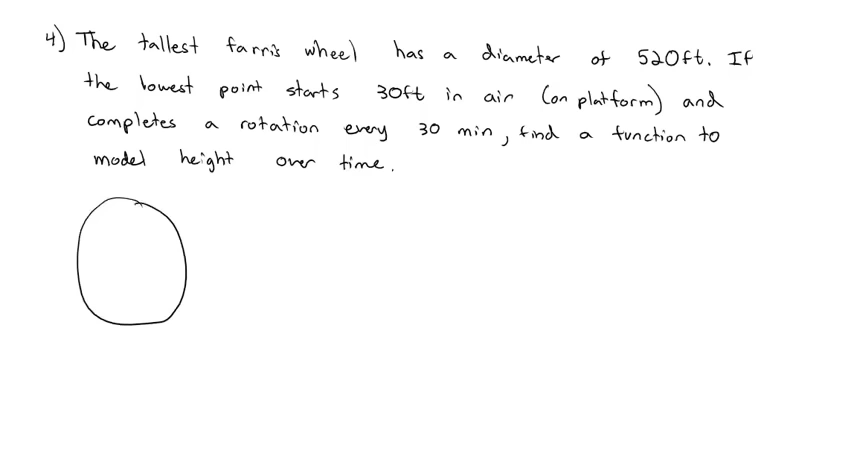 4) The tallest farris wheel has a diameter of 520ft. If
the lowest point starts 30ft in air (on platform) and
completes a rotation every 30 min, find a function to
model height over time.